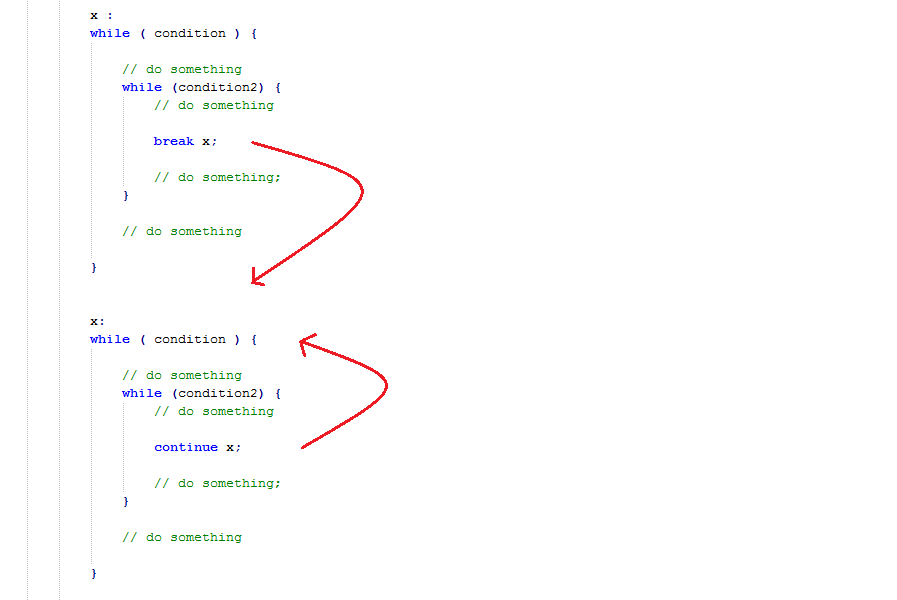 x :
while ( condition ) {
// do something
while (condition2) {
// do something
break x;
// do something;
}
// do something
}
x:
while ( condition ) {
// do something
while (condition2) {
// do something
continue x;
// do something;
}
// do something
}